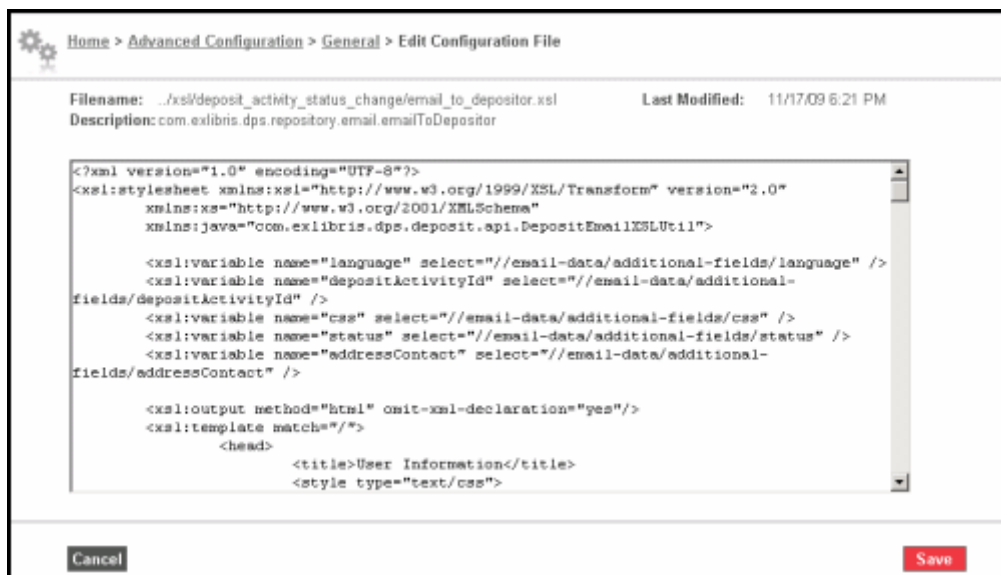 Home > Advanced Configuration > General > Edit Configuration File
Filename: ../xsl/deposit_activity_status_change/email_to_depositor.xsl Last Modified: 11/17/09 6:21 PM
Description: com.exlibris.dps.repository.email.emailToDepositor
<?xml version="1.0" encoding="UTF-8"?>
<xsl:stylesheet xmlns:xsl="http://www.w3.org/1999/XSL/Transform" version="2.0"
xmlns:xs="http://www.w3.org/2001/XMLSchema"
xmlns:java="com.exlibris.dps.deposit.api.DepositEmailXSLUtil">
<xsl:variable name="language" select="//email-data/additional-fields/language" />
<xsl:variable name="depositActivityId" select="//email-data/additional-
fields/depositActivityId" />
<xsl:variable name="css" select="//email-data/additional-fields/css" />
<xsl:variable name="status" select="//email-data/additional-fields/status" />
<xsl:variable name="addressContact" select="//email-data/additional-
fields/addressContact" />
<xsl:output method="html" omit-xml-declaration="yes"/>
<xsl:template match="/">
<head>
<title>User Information</title>
<style type="text/css">
Cancel Save